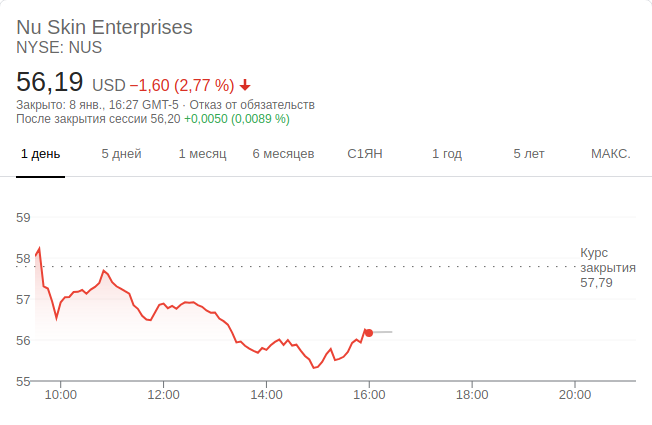 Nu Skin Enterprises
NYSE: NUS
56,19 USD −1,60 (2,77 %)
Закрыто: 8 янв., 16:27 GMT-5 · Отказ от обязательств
После закрытия сессии 56,20 +0,0050 (0,0089 %)
1 день 5 дней 1 месяц 6 месяцев С1ЯН 1 год 5 лет МАКС.
59
58
57
56
55
Курс
закрытия
57,79
10:00 12:00 14:00 16:00 18:00 20:00